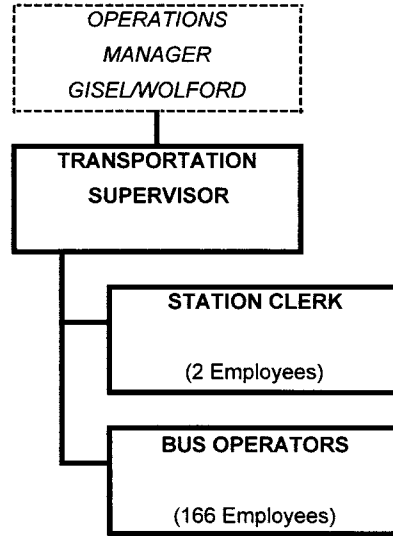 OPERATIONS
MANAGER
GISEL/WOLFORD
TRANSPORTATION
SUPERVISOR
STATION CLERK
(2 Employees)
BUS OPERATORS
(166 Employees)